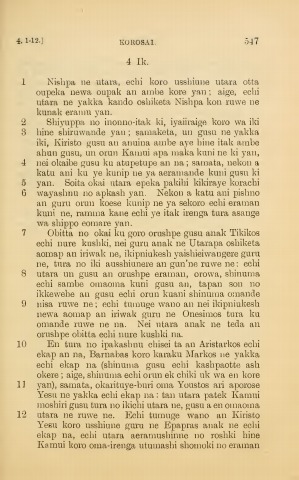 4. 1-12.] KOROSAI. 547
4 Ik.
1 Nishpa ne utara, echi koro usshiune utara otta
oupeka newa oupak an ambe kore yan; aige, echi
utara ne yakka kando oshiketa Nishpa kon ruwe ne
kunak eramu yan.
2 Shiyuppa no inonno-itak ki, iyairaige koro wa iki
3 hine shiruwande yan; samaketa, un gusu ne yakka
iki, Kiristo gusu an anuina ambe aye hine itak ambe
ahun gusu, un orun Kamui apa maka kuni ne ki yan,
4 nei okaibe gusu ku atupetupe an na; samata, nekon a
katu ani ku ye kunip ne ya aeramande kuni gusu ki
5 yan. Soita okai utara epeka pahibi kikiraye korachi
6 wayashnu no apkash yan. Nekon a katu ani pishno
an guru orun koese kunip ne ya sekoro echi eraman
kuni ne, ramma kane echi ye itak irenga tura asange
wa shippo eomare yan.
7 Obitta no okai ku goro orushpe gusu anak Tikikos
echi nure kushki, nei guru anak ne Utarapa oshiketa
aomap an iriwak ne, ikipniukesh yaishieiwangere guru
ne, tura no iki ausshiunere an gun'ne ruwe ne: echi
8 utara un gusu an orushpe eraman, orowa, shinuma
echi sambe omaoma kuni gusu an, tapan son no
ikkewehe an gusu echi orun kuani shinuma omande
9 nisa ruwe ne; echi tumuge wano an nei ikipniukesh
newa aomap an iriwak guru ne Onesimos tura ku
omande ruwe ne na. Nei utara anak ne teda an
orushpe obitta echi nure kushki na.
10 En tura no ipakashnu chisei ta an Aristarkos echi
ekap an na, Barnabas koro karaku Markos ne yakka
echi ekap na (shinuma gusu echi kashpaotte ash
okere; aige, shinuma echi orun ek chiki uk wa en kore
11 yan), samata, okarituye-buri oma Youstos ari aporose
Yesu ne yakka echi ekap na: tan utara patek Kamui
moshiri gusu tura no ikichi utara ne, gusu a en omaoma
12 utara ne ruwe ne. Echi tumuge wano an Kiristo
Yesu koro usshiune guru ne Epapras anak ne echi
ekap na, echi utara aeramushinne no roshki hine
Kamui koro oma-irenga utumashi shomoki no eraman